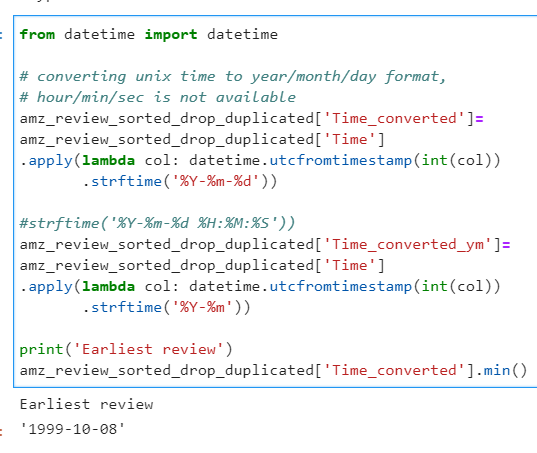 from datetime import datetime
# converting unix time to year/month/day format,
# hour/min/sec is not available
amz_review_sorted_drop_duplicated['Time_converted']=
amz_review_sorted_drop_duplicated['Time']
.apply(lambda col: datetime.utcfromtimestamp(int(col))
       .strftime('%Y-%m-%d'))
#strftime('%Y-%m-%d %H:%M:%S'))
amz_review_sorted_drop_duplicated['Time_converted_ym']=
amz_review_sorted_drop_duplicated['Time']
.apply(lambda col: datetime.utcfromtimestamp(int(col))
       .strftime('%Y-%m'))
print('Earliest review')
amz_review_sorted_drop_duplicated['Time_converted'].min()
Earliest review
'1999-10-08'